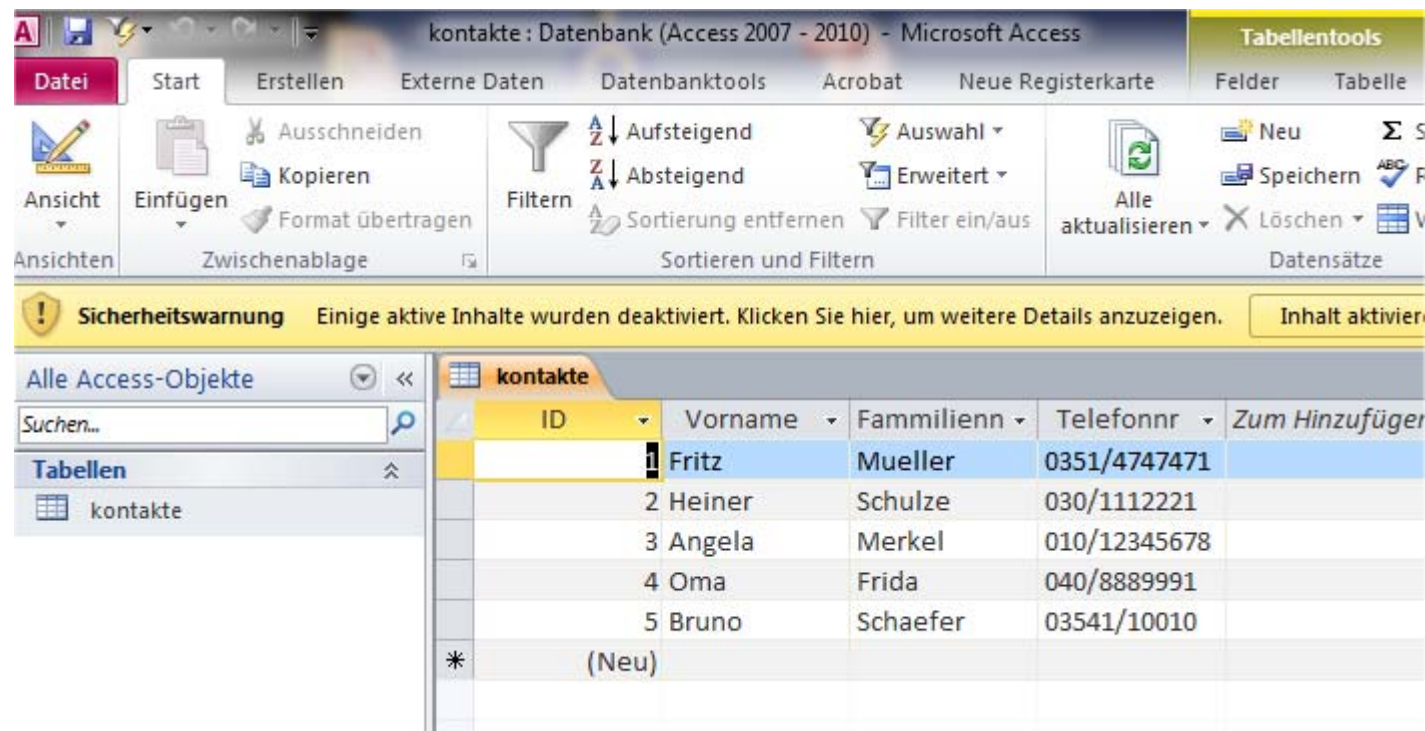 kontakte : Datenbank (Access 2007 - 2010) - Microsoft Access Tabellentools
Datei Start Erstellen Externe Daten Datenbanktools Acrobat Neue Registerkarte Felder Tabelle
Ausschneiden Aufsteigend Auswahl Neu Σ
Kopieren Absteigend Erweitert Speichern
Ansicht Einfügen Format übertragen Filtern Sortierung entfernen Filter ein/aus Alle aktualisieren Löschen
Ansichten Zwischenablage Sortieren und Filtern Datensätze
Sicherheitswarnung Einige aktive Inhalte wurden deaktiviert. Klicken Sie hier, um weitere Details anzuzeigen. Inhalt
Alle Access-Objekte kontakte
Suchen... ID Vorname Fammilienn Telefonnr Zum
Tabellen 1 Fritz Mueller 0351/4747471
kontakte 2 Heiner Schulze 030/1112221
3 Angela Merkel 010/12345678
4 Oma Frida 040/8889991
5 Bruno Schaefer 03541/10010
(Neu)